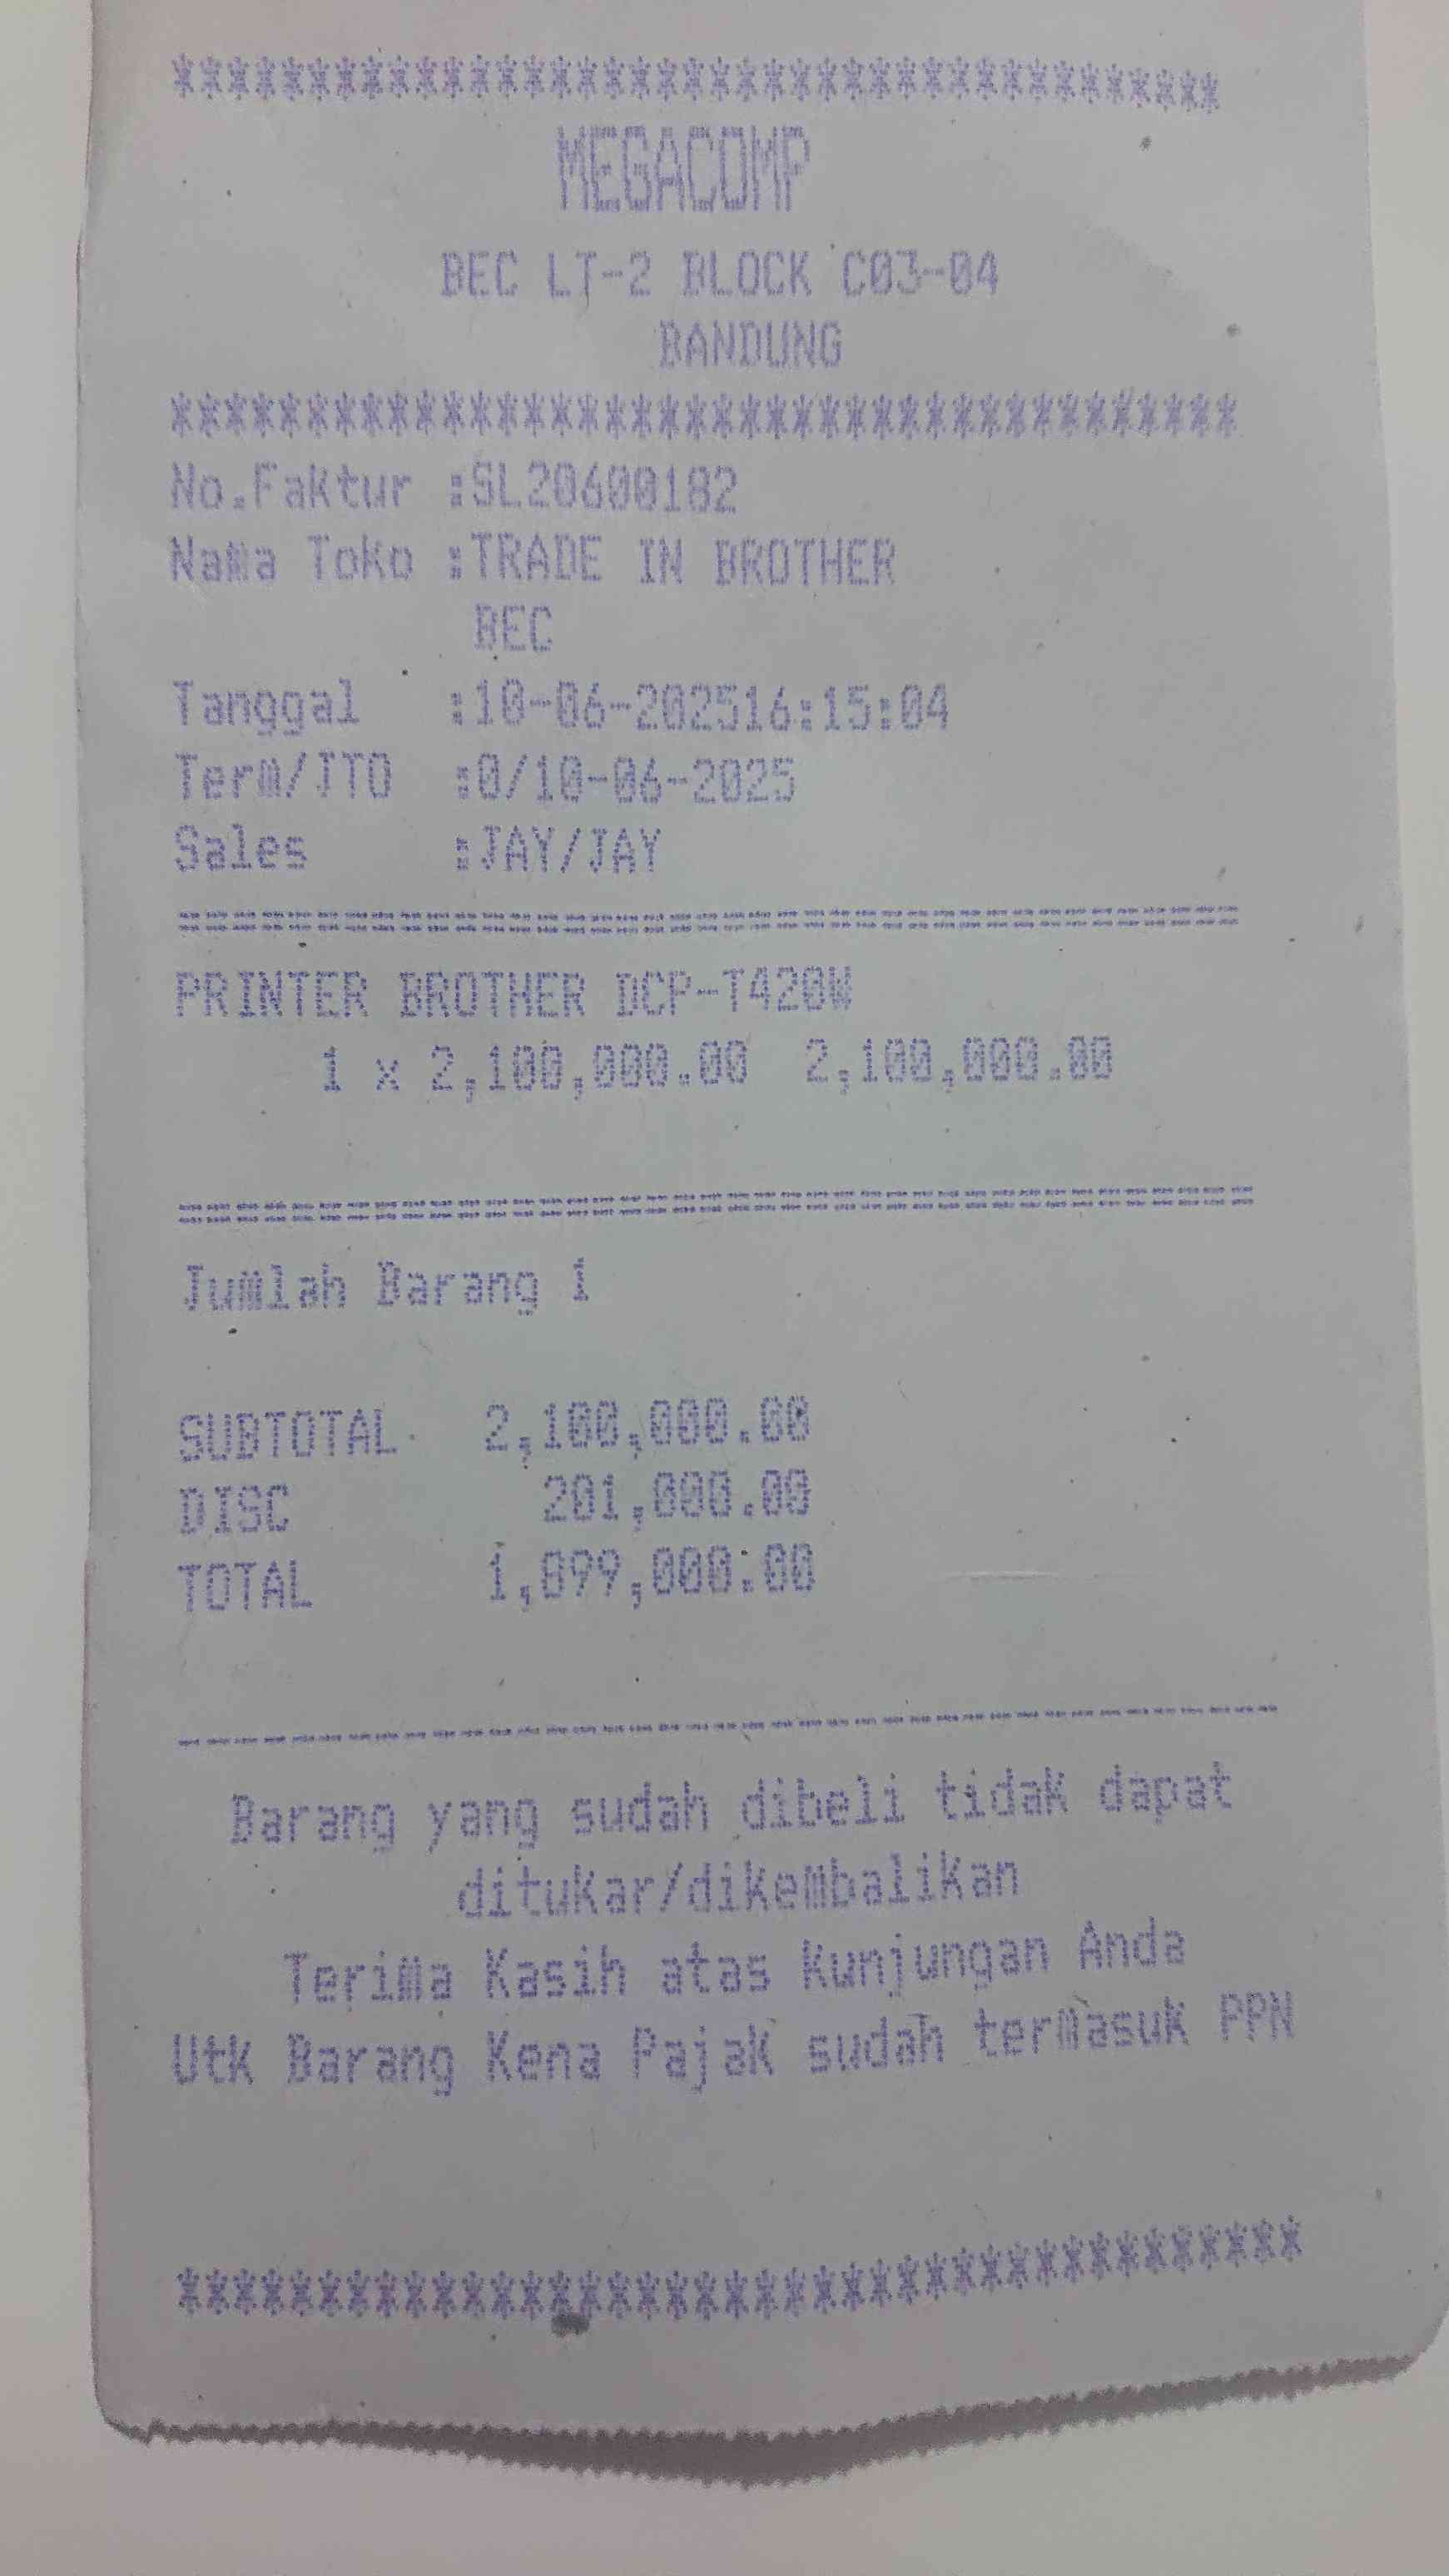 ***************************************
MEGACOMP
BEC LT-2 BLOCK C03-04
BANDUNG
****************************************
No.Faktur :SL20600182
Nama Toko :TRADE IN BROTHER
BEC
Tanggal :10-06-202516:15:04
Term/JTO :0/10-06-2025
Sales :JAY/JAY
========================================
PRINTER BROTHER DCP-T420W
1 x 2,100,000.00 2,100,000.00
========================================
Jumlah Barang 1
SUBTOTAL 2,100,000.00
DISC 201,000.00
TOTAL 1,899,000.00
----------------------------------------
Barang yang sudah dibeli tidak dapat
ditukar/dikembalikan
Terima Kasih atas Kunjungan Anda
Utk Barang Kena Pajak sudah termasuk PPN
****************************************